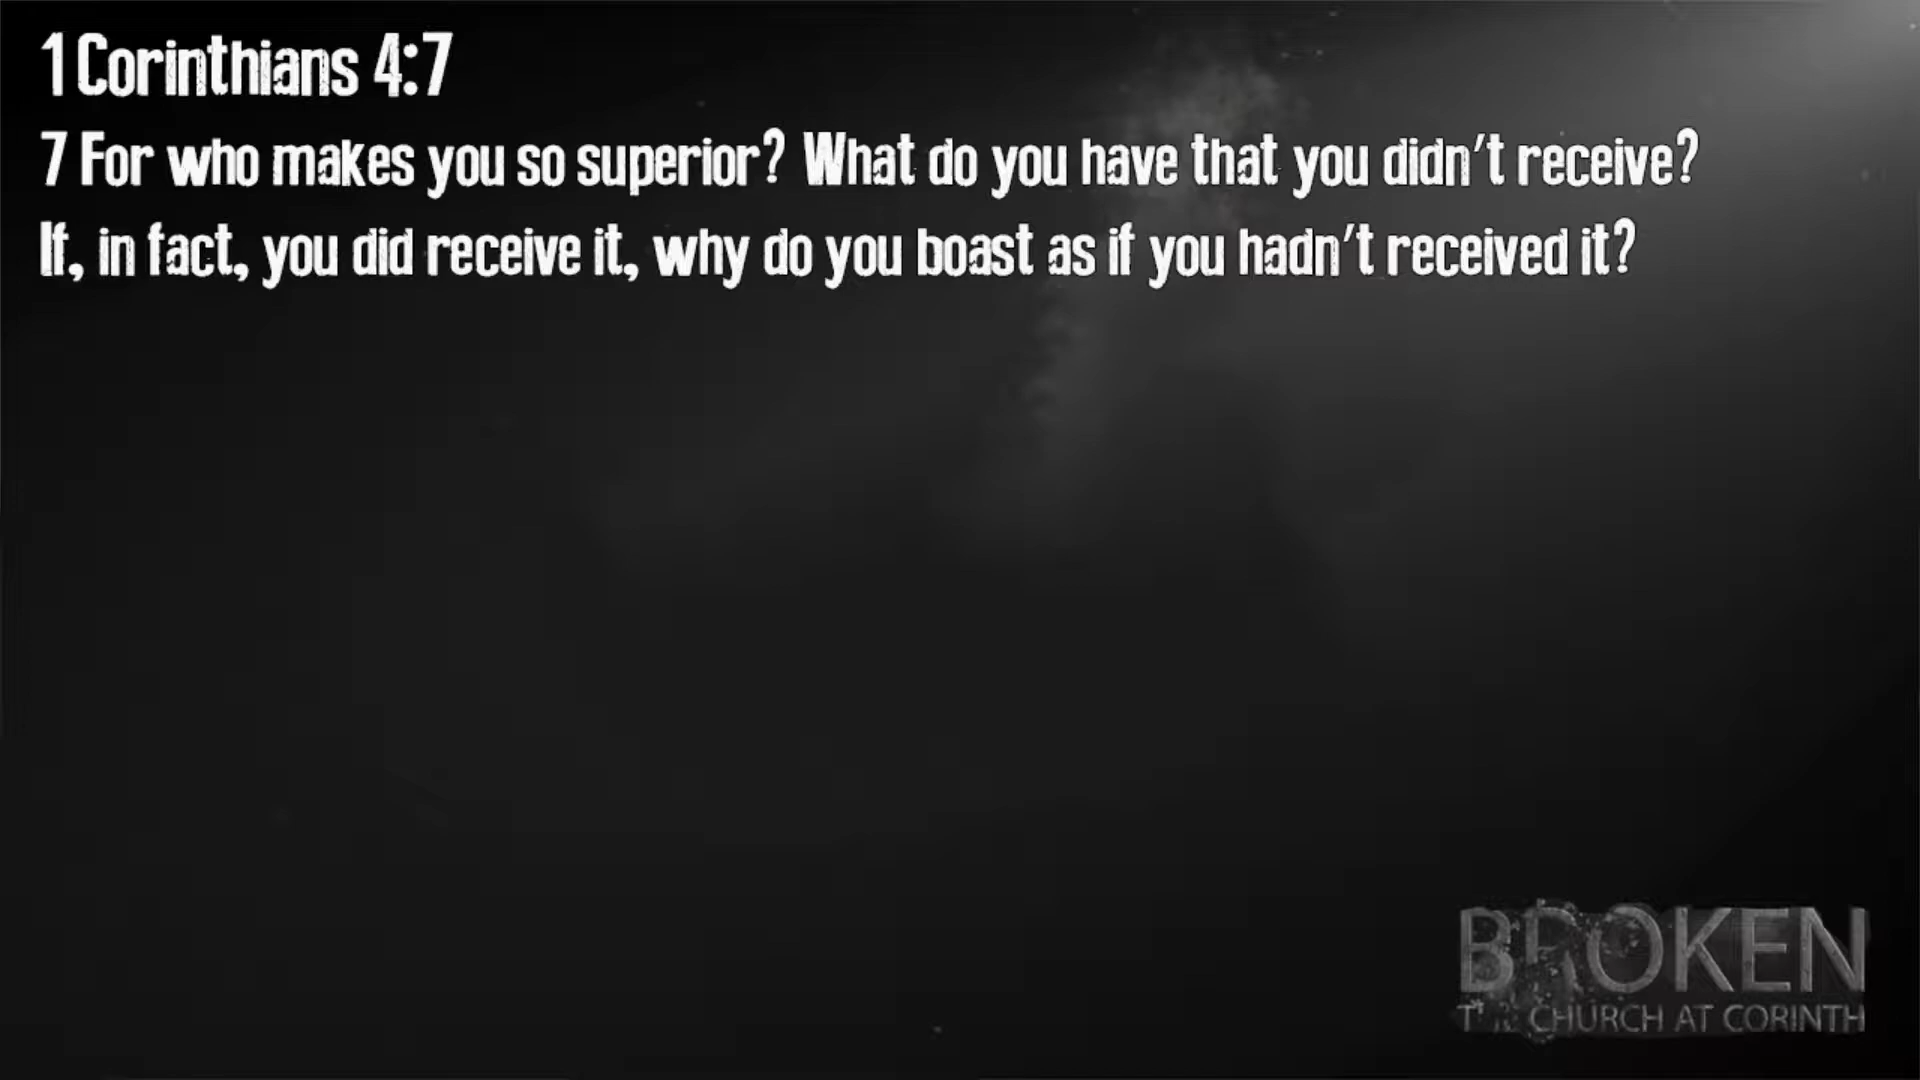 1 Corinthians 4:7
7 For who makes you so superior? What do you have that you didn't receive?
If, in fact, you did receive it, why do you boast as if you hadn't received it?
BROKEN
THE CHURCH AT CORINTH